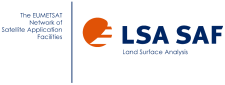 The EUMETSAT
Network of
Satellite Application
Facilities
LSA SAF
Land Surface Analysis